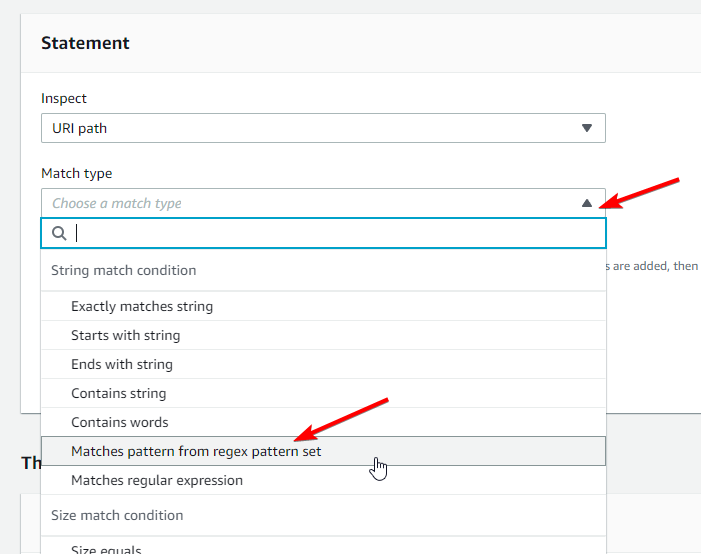 Statement
Inspect
URI path
Match type
Choose a match type
String match condition
s are added, then
Exactly matches string
Starts with string
Ends with string
Contains string
Contains words
Matches pattern from regex pattern set
Th
Matches regular expression
Size match condition
Size equals